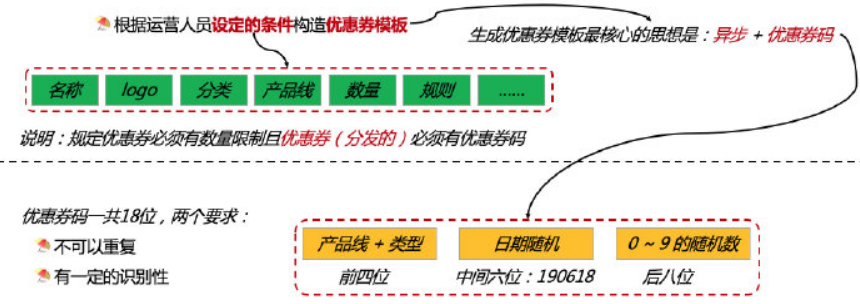 根据运营人员设定的条件构造优惠券模板
生成优惠券模板最核心的思想是：异步 + 优惠券码
名称 logo 分类 产品线 数量 规则 ......
说明：规定优惠券必须有数量限制且优惠券（分发的）必须有优惠券码
优惠券码一共18位，两个要求：
不可以重复
有一定的识别性
产品线 + 类型 日期随机 0 ~ 9 的随机数
前四位 中间六位：190618 后八位